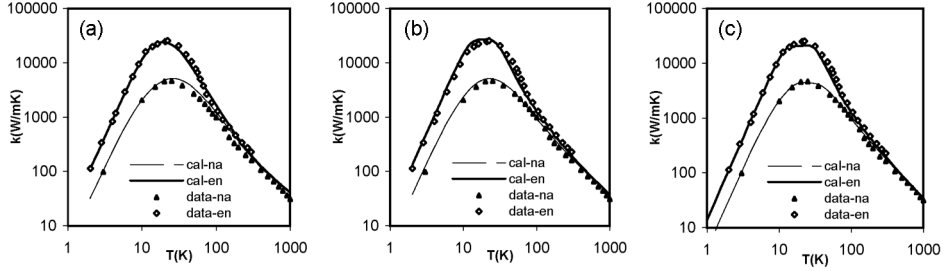 (a)
100000
10000
1000
100
10
k(W/mK)
cal-na
cal-en
data-na
data-en
1 10 100 1000
T(K)
(b)
100000
10000
1000
100
10
k(W/mK)
cal-na
cal-en
data-na
data-en
1 10 100 1000
T(K)
(c)
100000
10000
1000
100
10
k(W/mK)
cal-na
cal-en
data-na
data-en
1 10 100 1000
T(K)